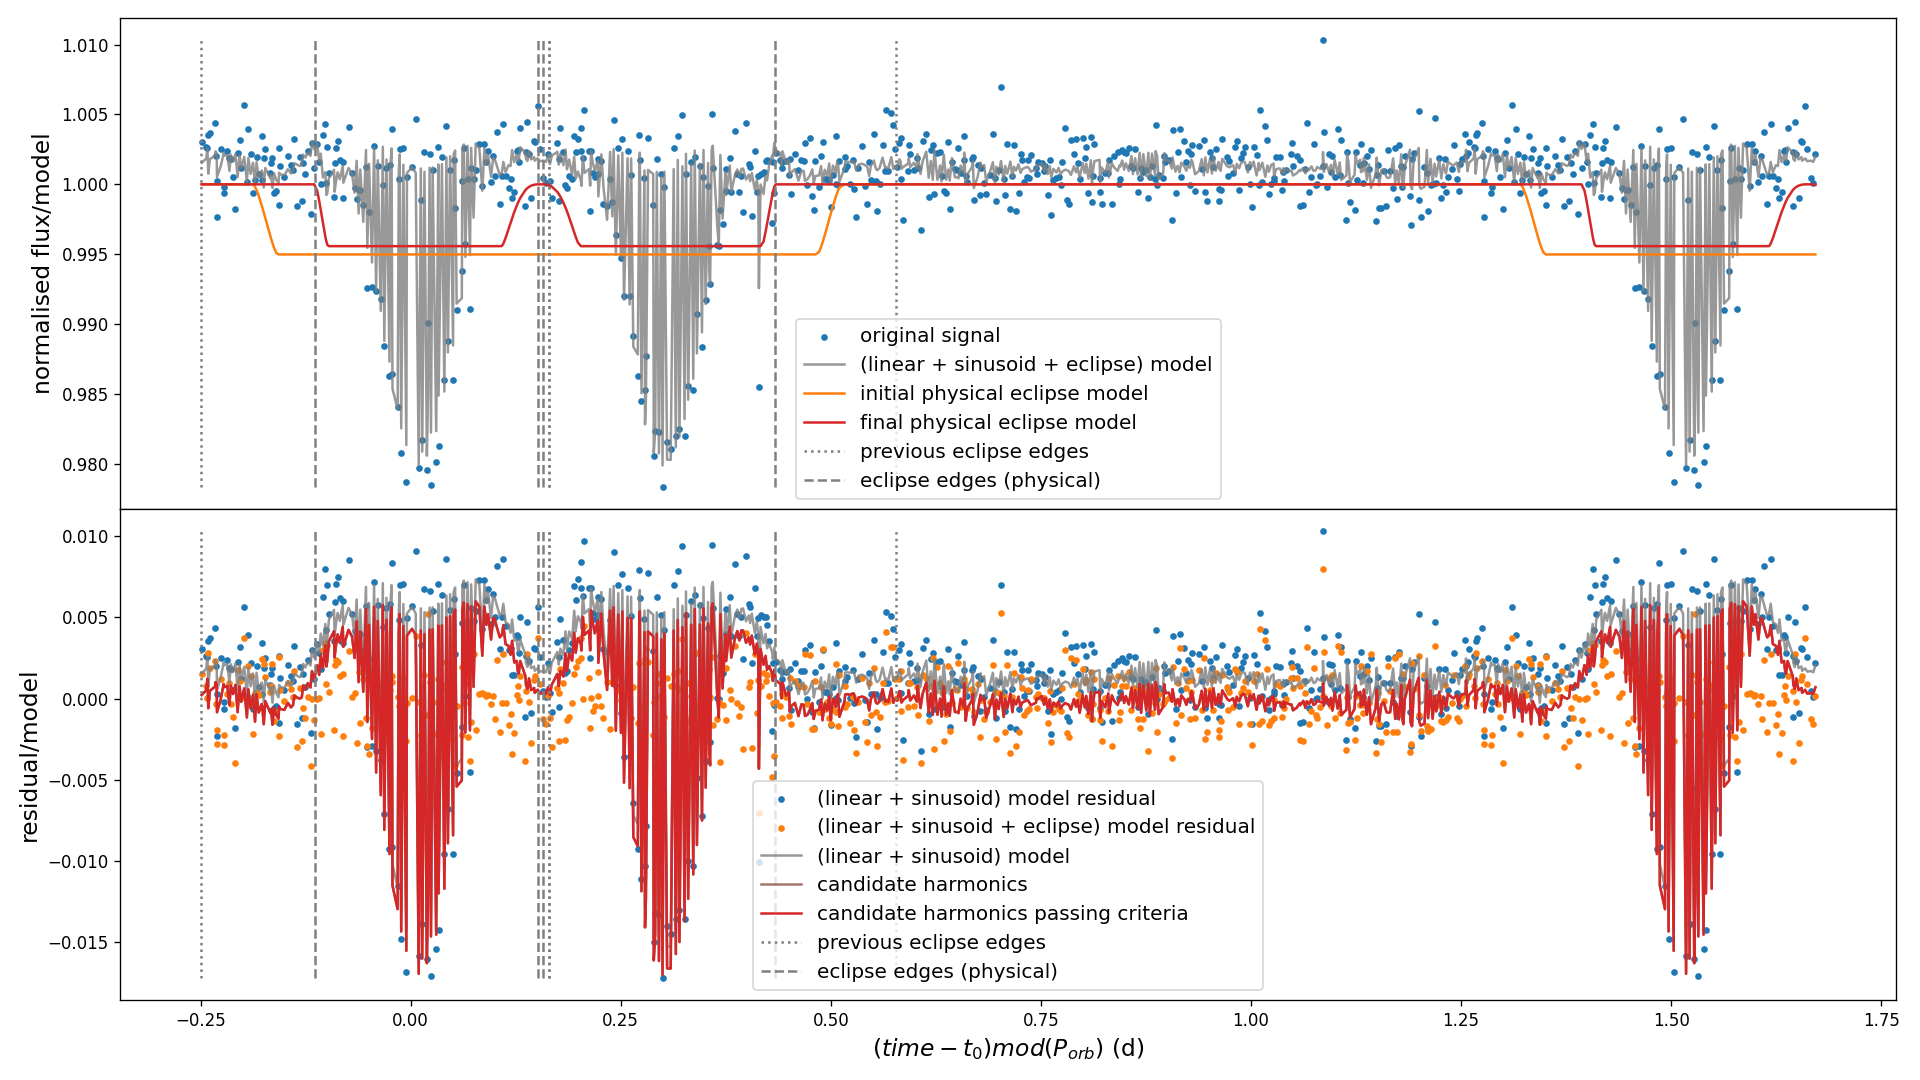 1.010
1.005
1.000
0.995
0.990
0.985
0.980
normalised flux/model
original signal
(linear + sinusoid + eclipse) model
initial physical eclipse model
final physical eclipse model
previous eclipse edges
eclipse edges (physical)
0.010
0.005
0.000
−0.005
−0.010
−0.015
residual/model
(linear + sinusoid) model residual
(linear + sinusoid + eclipse) model residual
(linear + sinusoid) model
candidate harmonics
candidate harmonics passing criteria
previous eclipse edges
eclipse edges (physical)
−0.25 0.00 0.25 0.50 0.75 1.00 1.25 1.50 1.75
(time − t₀)mod(P_orb) (d)